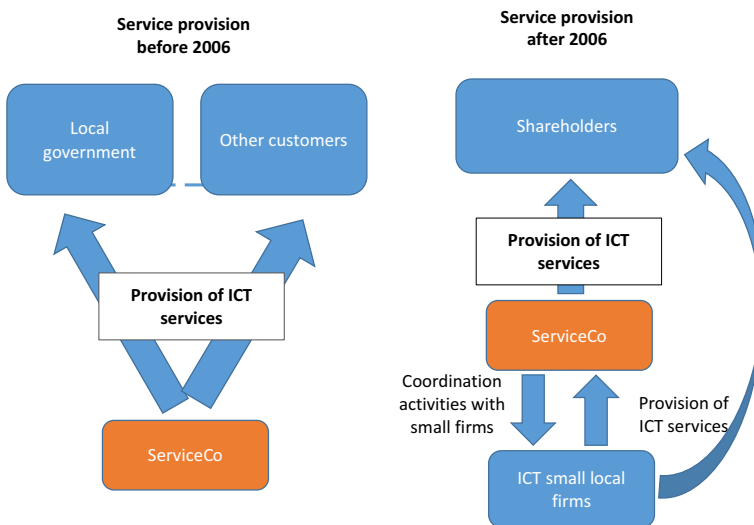 Service provision
before 2006
Local
government
Other customers
Provision of ICT
services
ServiceCo
Service provision
after 2006
Shareholders
Provision of ICT
services
ServiceCo
Coordination
activities with
small firms
Provision of
ICT services
ICT small local
firms